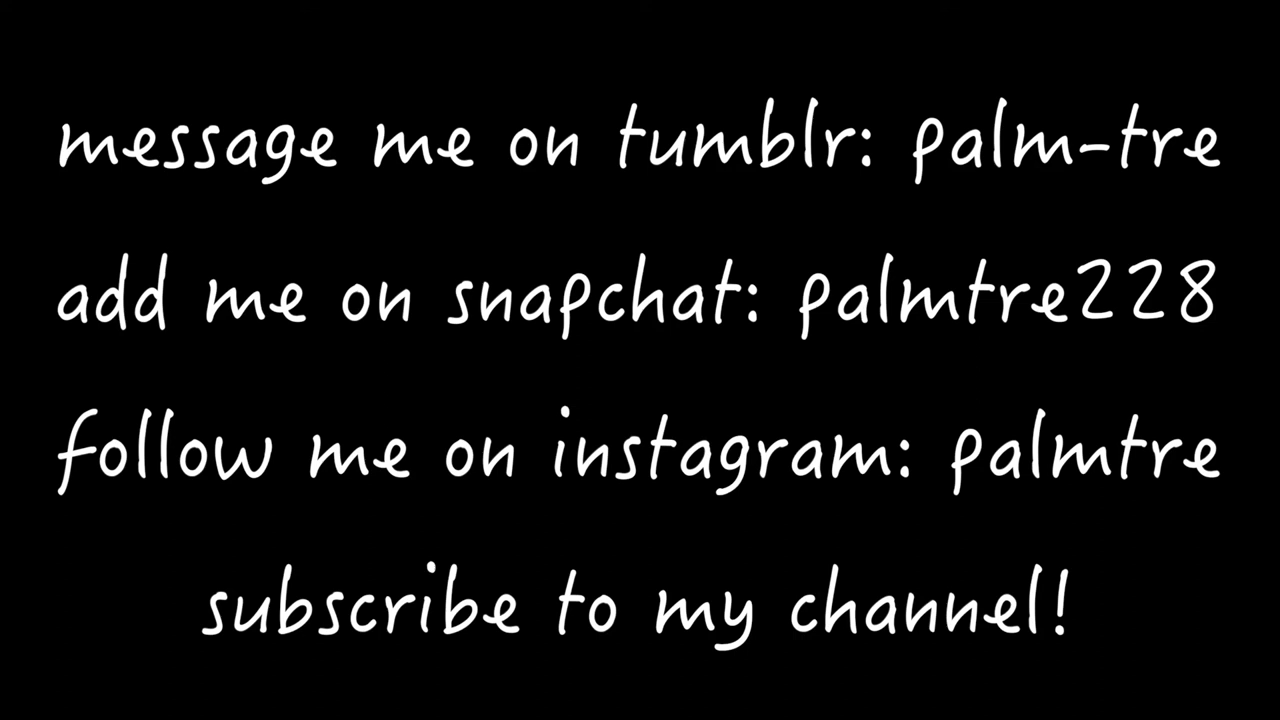 message me on tumblr: palm-tre
add me on snapchat: palmtre228
follow me on instagram: palmtre
subscribe to my channel!